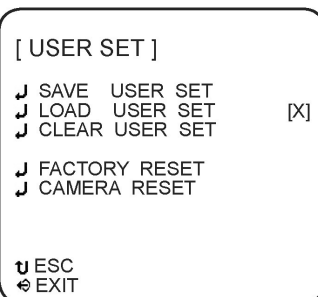 [ USER SET ]
SAVE USER SET
LOAD USER SET [X]
CLEAR USER SET
FACTORY RESET
CAMERA RESET
ESC
EXIT